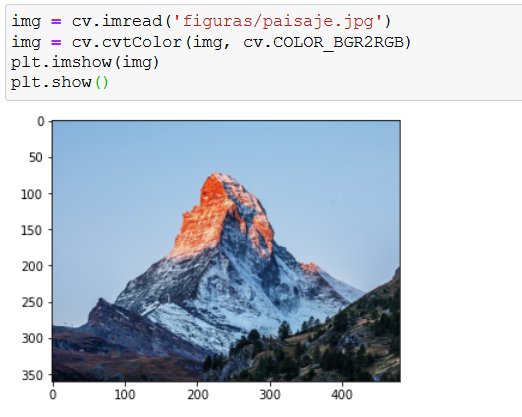 img = cv.imread('figuras/paisaje.jpg')
img = cv.cvtColor(img, cv.COLOR_BGR2RGB)
plt.imshow(img)
plt.show()
0
50
100
150
200
250
300
350
0 100 200 300 400